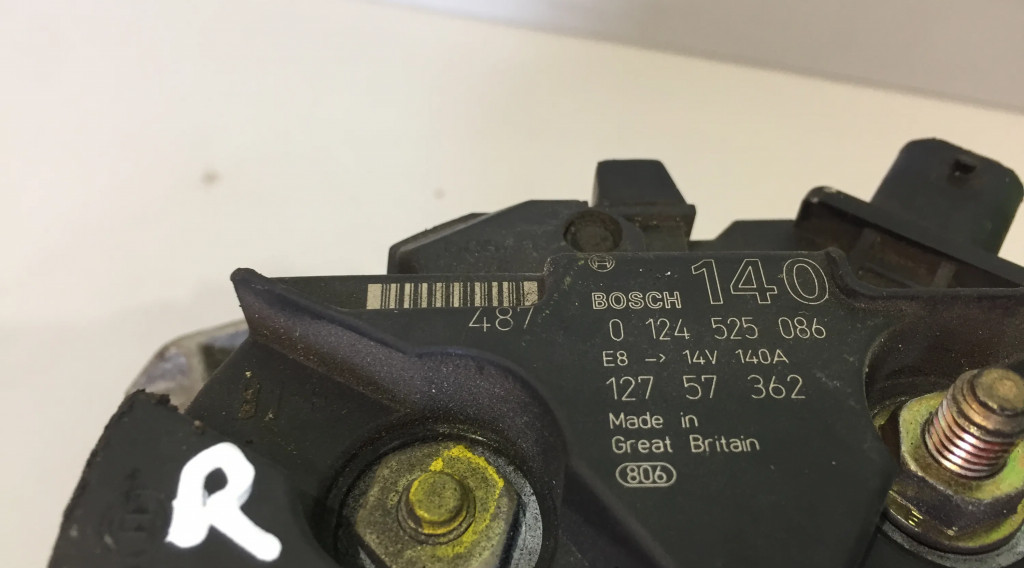 487
BOSCH 140
0 124 525 086
E8 -> 14V 140A
127 57 362
Made in
Great Britain
806
R